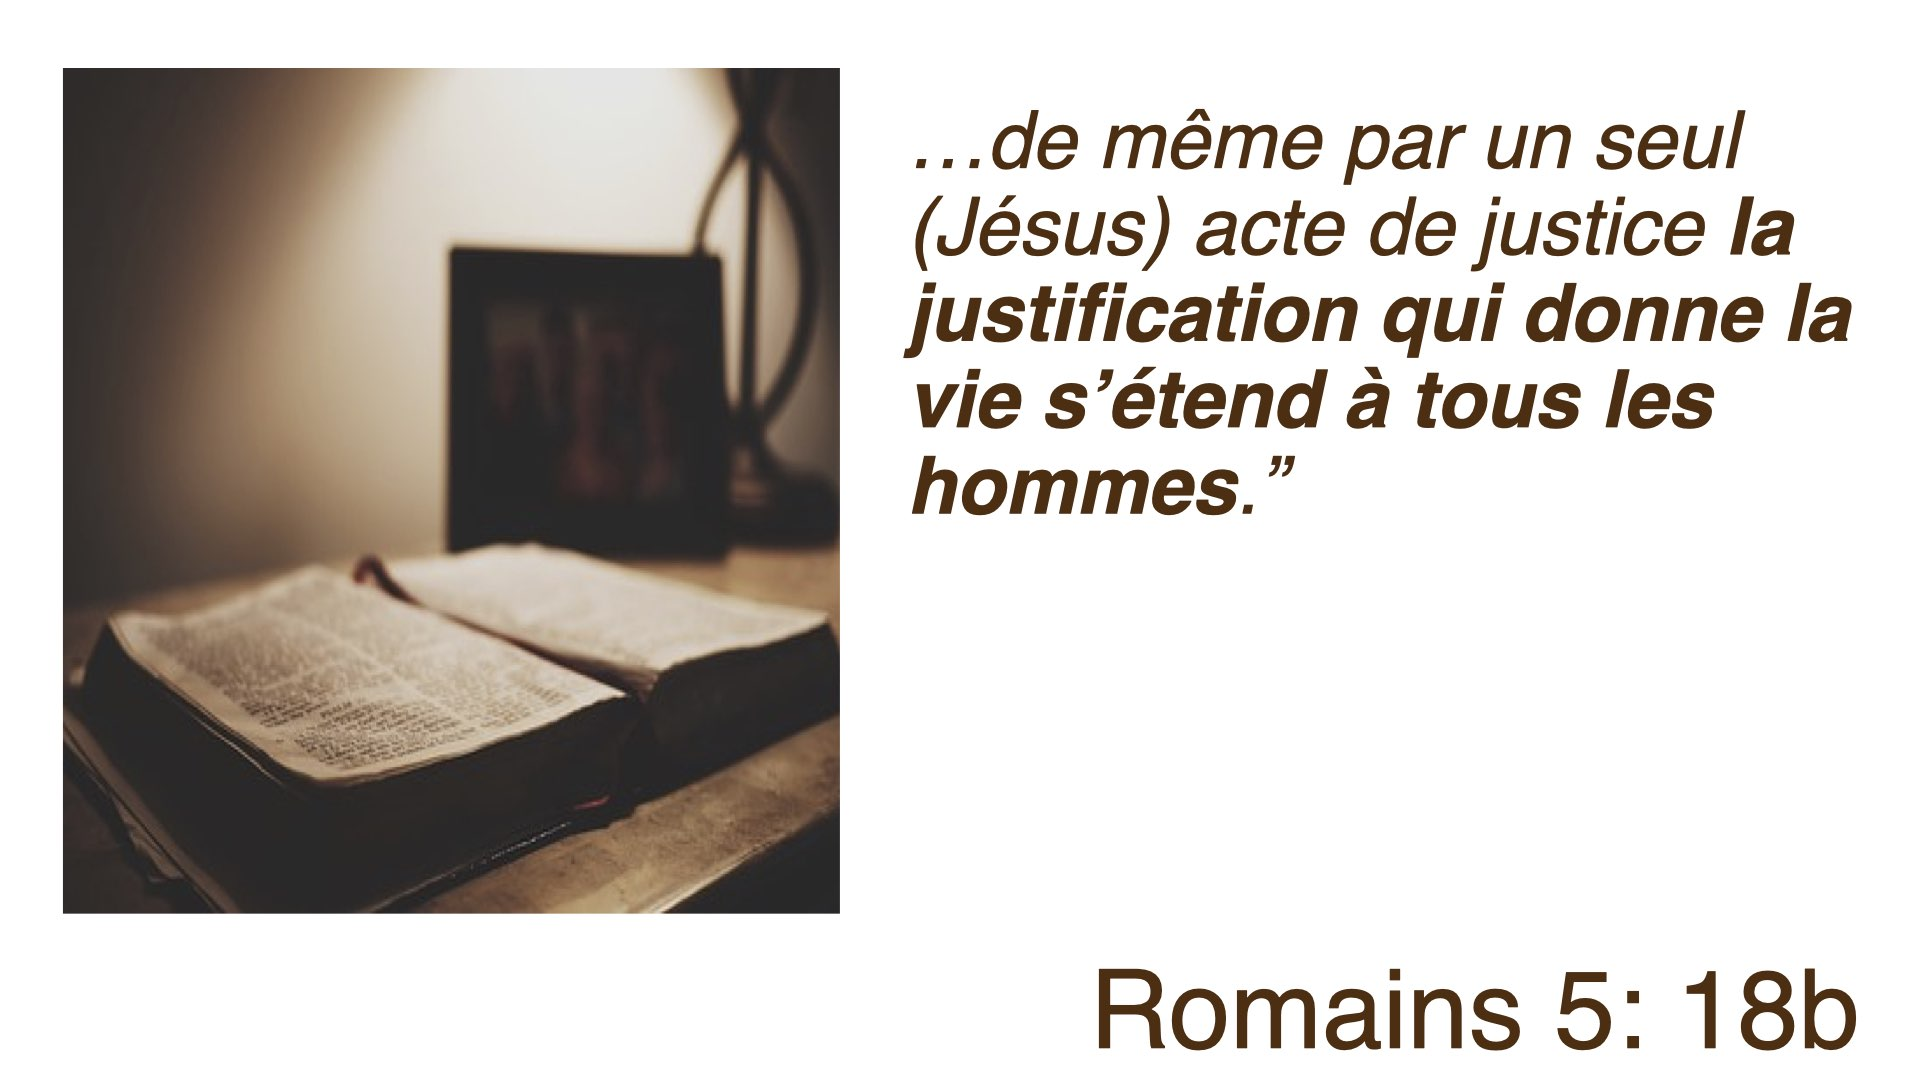 …de même par un seul
(Jésus) acte de justice la
justification qui donne la
vie s’étend à tous les
hommes.”
Romains 5: 18b